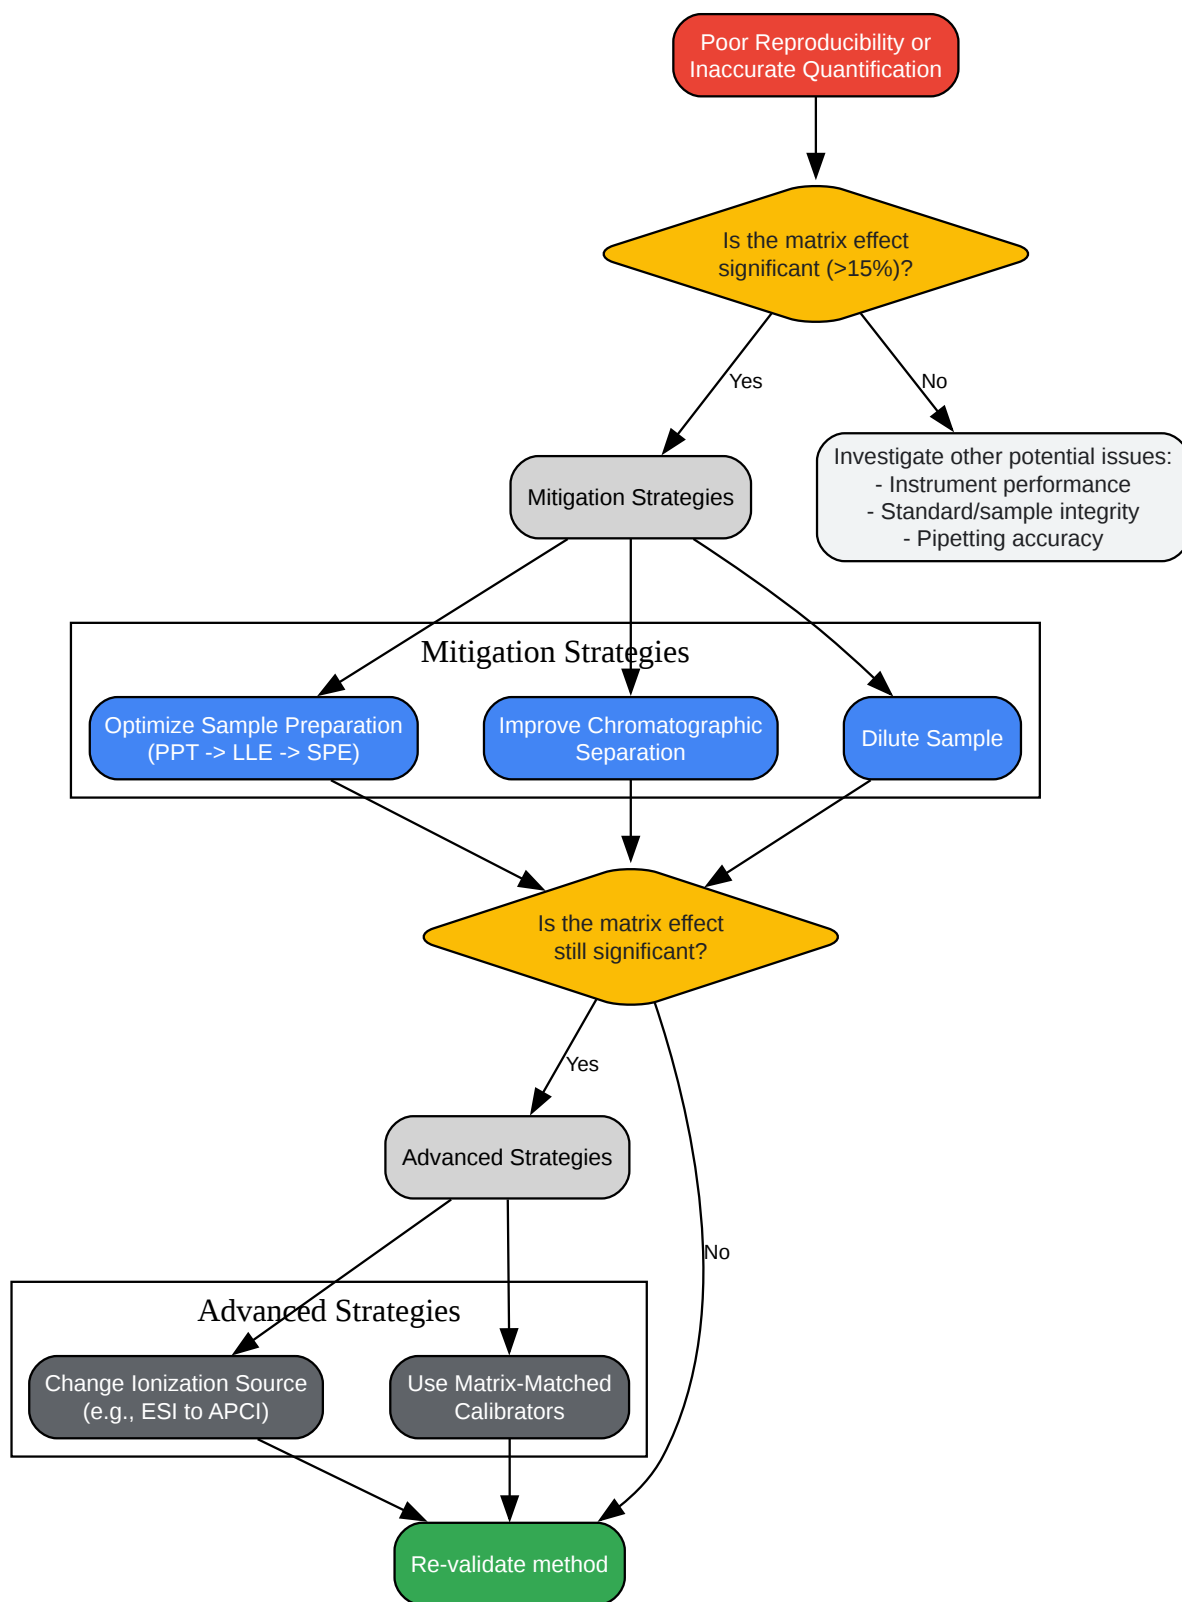 Poor Reproducibility or
Inaccurate Quantification
Is the matrix effect
significant (>15%)?
Yes
No
Mitigation Strategies
Investigate other potential issues:
- Instrument performance
- Standard/sample integrity
- Pipetting accuracy
Mitigation Strategies
Optimize Sample Preparation
(PPT -> LLE -> SPE)
Improve Chromatographic
Separation
Dilute Sample
Is the matrix effect
still significant?
Yes
No
Advanced Strategies
Advanced Strategies
Change Ionization Source
(e.g., ESI to APCI)
Use Matrix-Matched
Calibrators
Re-validate method